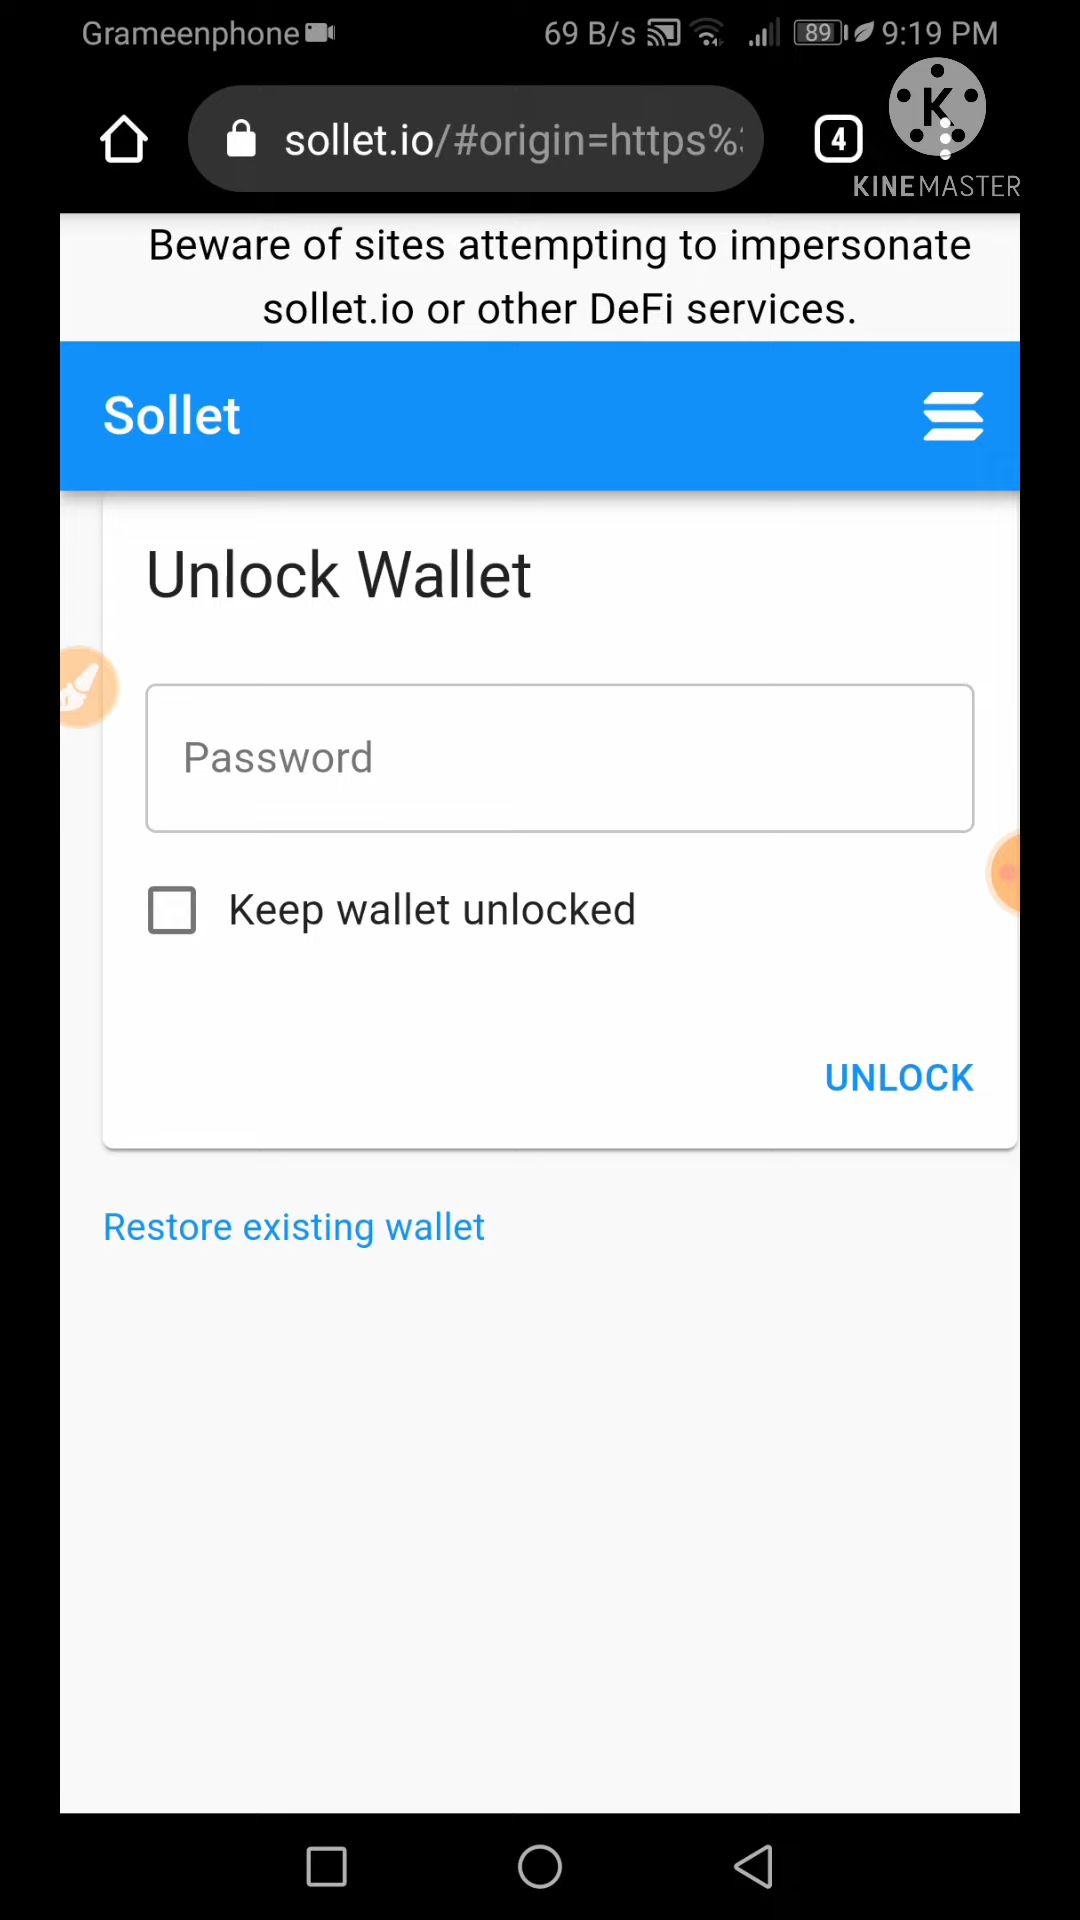 Grameenphone 69 B/s 89 9:19 PM
sollet.io/#origin=https%
4
K
KINEMASTER
Beware of sites attempting to impersonate
sollet.io or other DeFi services.
Sollet
Unlock Wallet
Password
Keep wallet unlocked
UNLOCK
Restore existing wallet